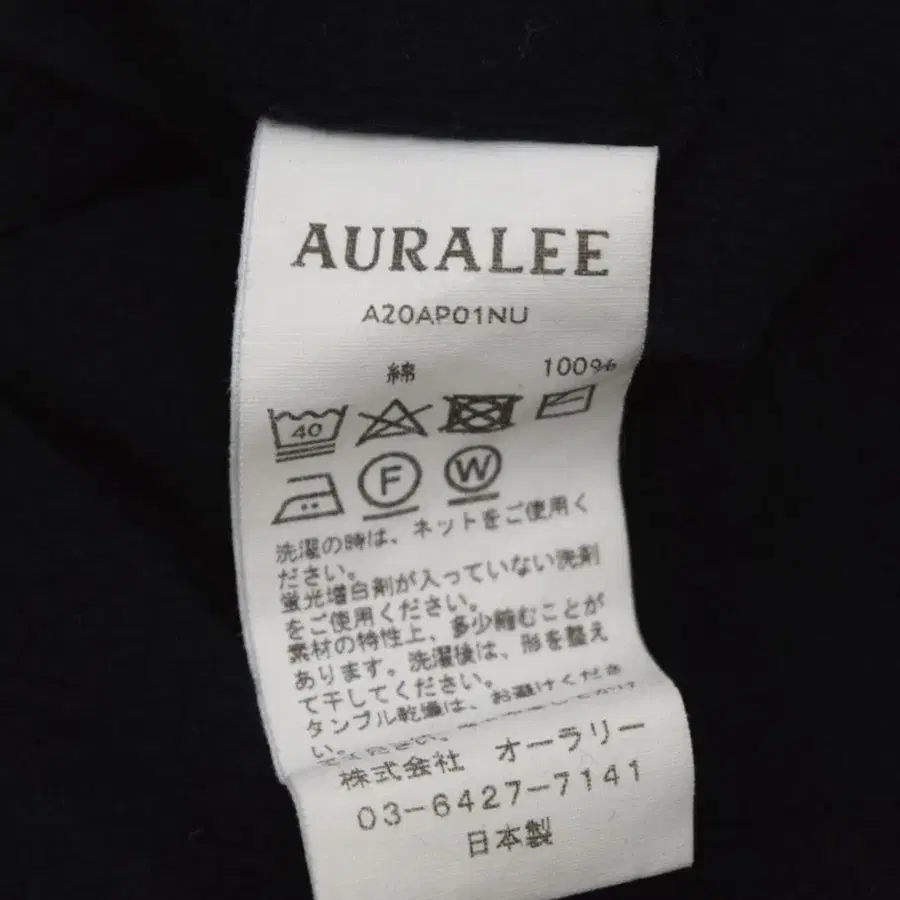 AURALEE
A20AP01NU
綿 100%
40
F W
洗濯の時は、ネットをご使用く
ださい。
蛍光増白剤が入っていない洗剤
をご使用ください。
素材の特性上、多少縮むことが
あります。洗濯後は、形を整え
て干してください。
タンブル乾燥は、お避けくださ
い。
株式会社 オーラリー
03-6427-7141
日本製